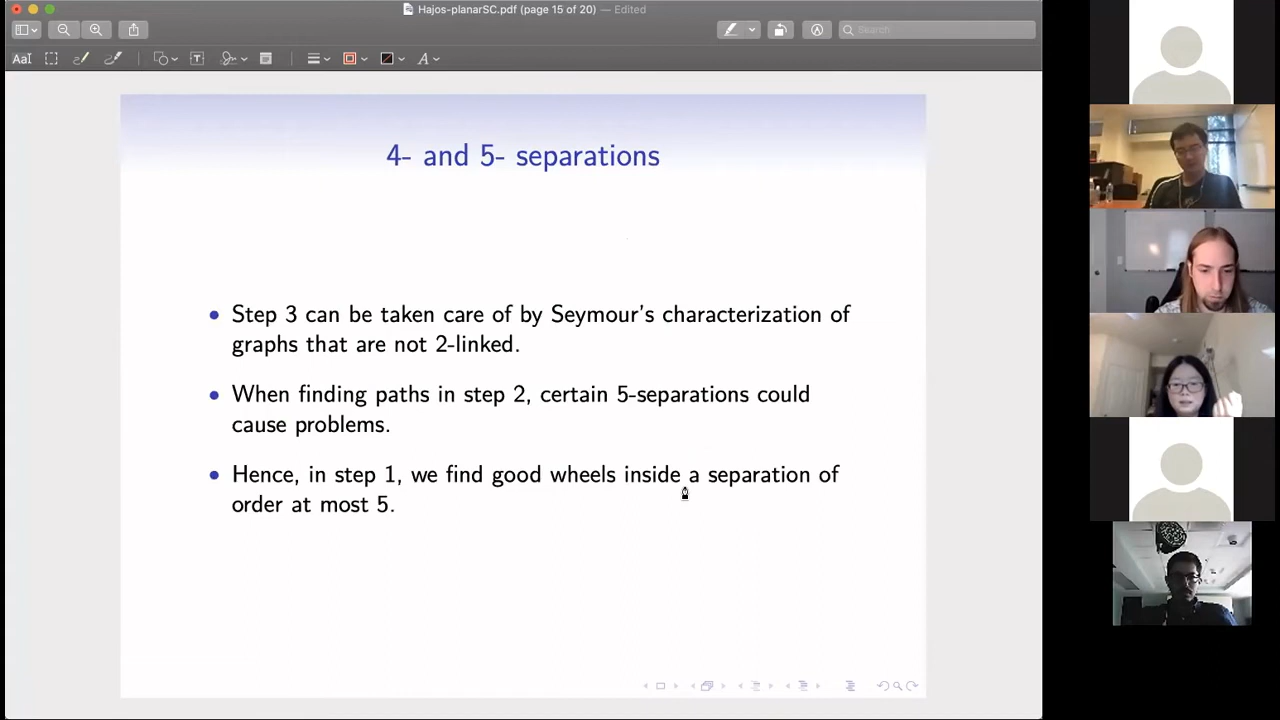 Hajos-planarSC.pdf (page 15 of 20) — Edited
Search
4- and 5- separations
• Step 3 can be taken care of by Seymour's characterization of
graphs that are not 2-linked.
• When finding paths in step 2, certain 5-separations could
cause problems.
• Hence, in step 1, we find good wheels inside a separation of
order at most 5.